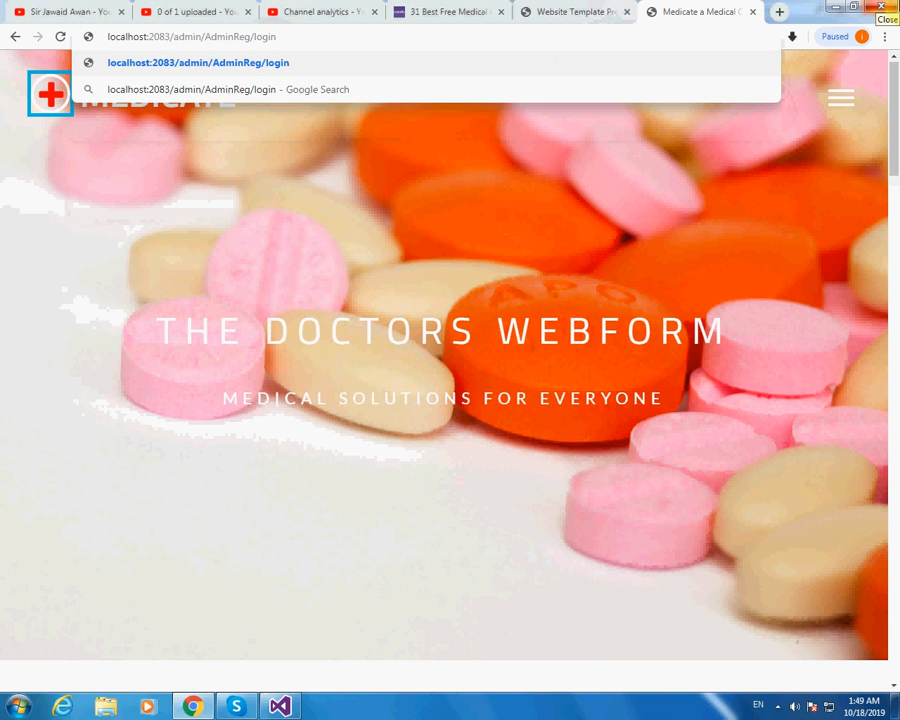 Sir Jawaid Awan - You
0 of 1 uploaded - You
Channel analytics - Yo
31 Best Free Medical
Website Template Pr
Medicate a Medical
Close
localhost:2083/admin/AdminReg/login
Paused
localhost:2083/admin/AdminReg/login
localhost:2083/admin/AdminReg/login - Google Search
MEDICATE
APO
THE DOCTORS WEBFORM
MEDICAL SOLUTIONS FOR EVERYONE
EN
1:49 AM
10/18/2019